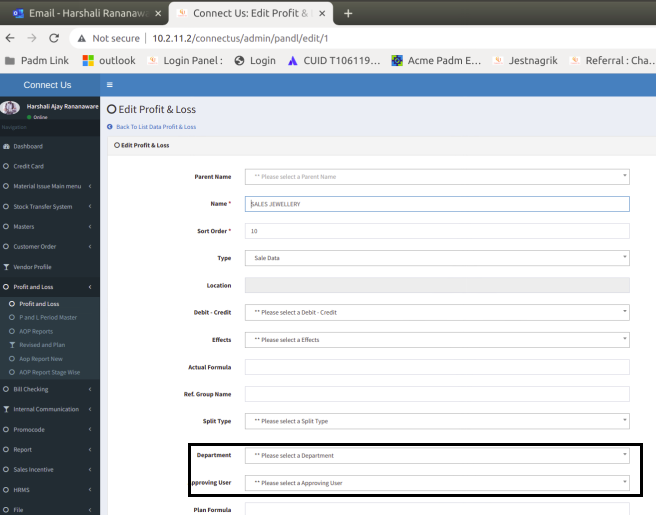 Email - Harshali Rananawa
Connect Us: Edit Profit &
Not secure | 10.2.11.2/connectus/admin/pandl/edit/1
Padm Link outlook Login Panel : Login CUID T106119... Acme Padm E... Jestnagrik Referral : Cha...
Connect Us
Harshali Ajay Rananaware
Online
Navigation
Dashboard
Credit Card
Material Issue Main menu
Stock Transfer System
Masters
Customer Order
Vendor Profile
Profit and Loss
Profit and Loss
P and L Period Master
AOP Reports
Revised and Plan
Aop Report New
AOP Report Stage Wise
Bill Checking
Internal Communication
Promocode
Report
Sales Incentive
HRMS
File
Edit Profit & Loss
Back To List Data Profit & Loss
Edit Profit & Loss
Parent Name ** Please select a Parent Name
Name * SALES JEWELLERY
Sort Order * 10
Type Sale Data
Location
Debit - Credit ** Please select a Debit - Credit
Effects ** Please select a Effects
Actual Formula
Ref. Group Name
Split Type ** Please select a Split Type
Department ** Please select a Department
pproving User ** Please select a Approving User
Plan Formula